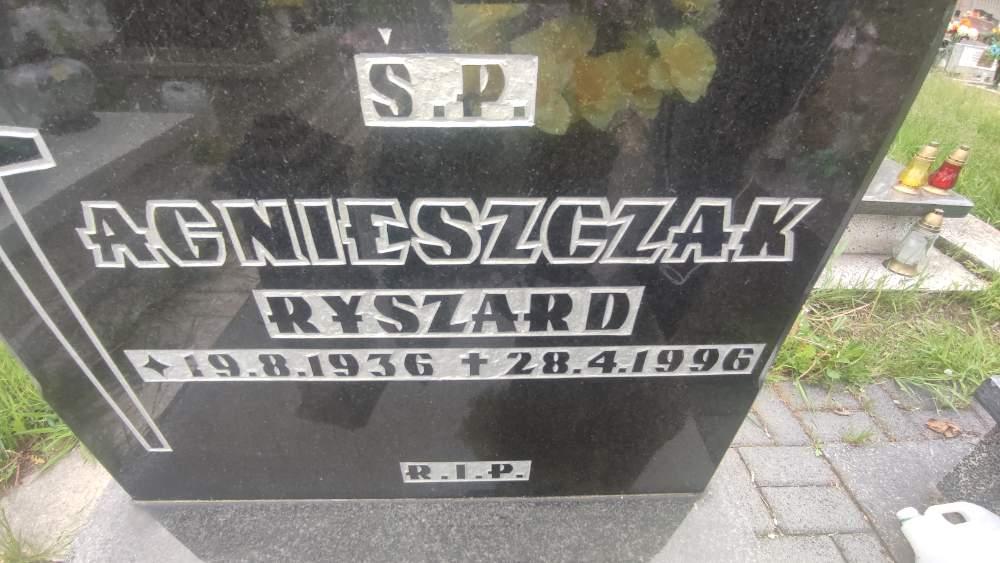 Ś.P.
AGNIESZCZAK
RYSZARD
✦ 19.8.1936 ✝ 28.4.1996
R.I.P.